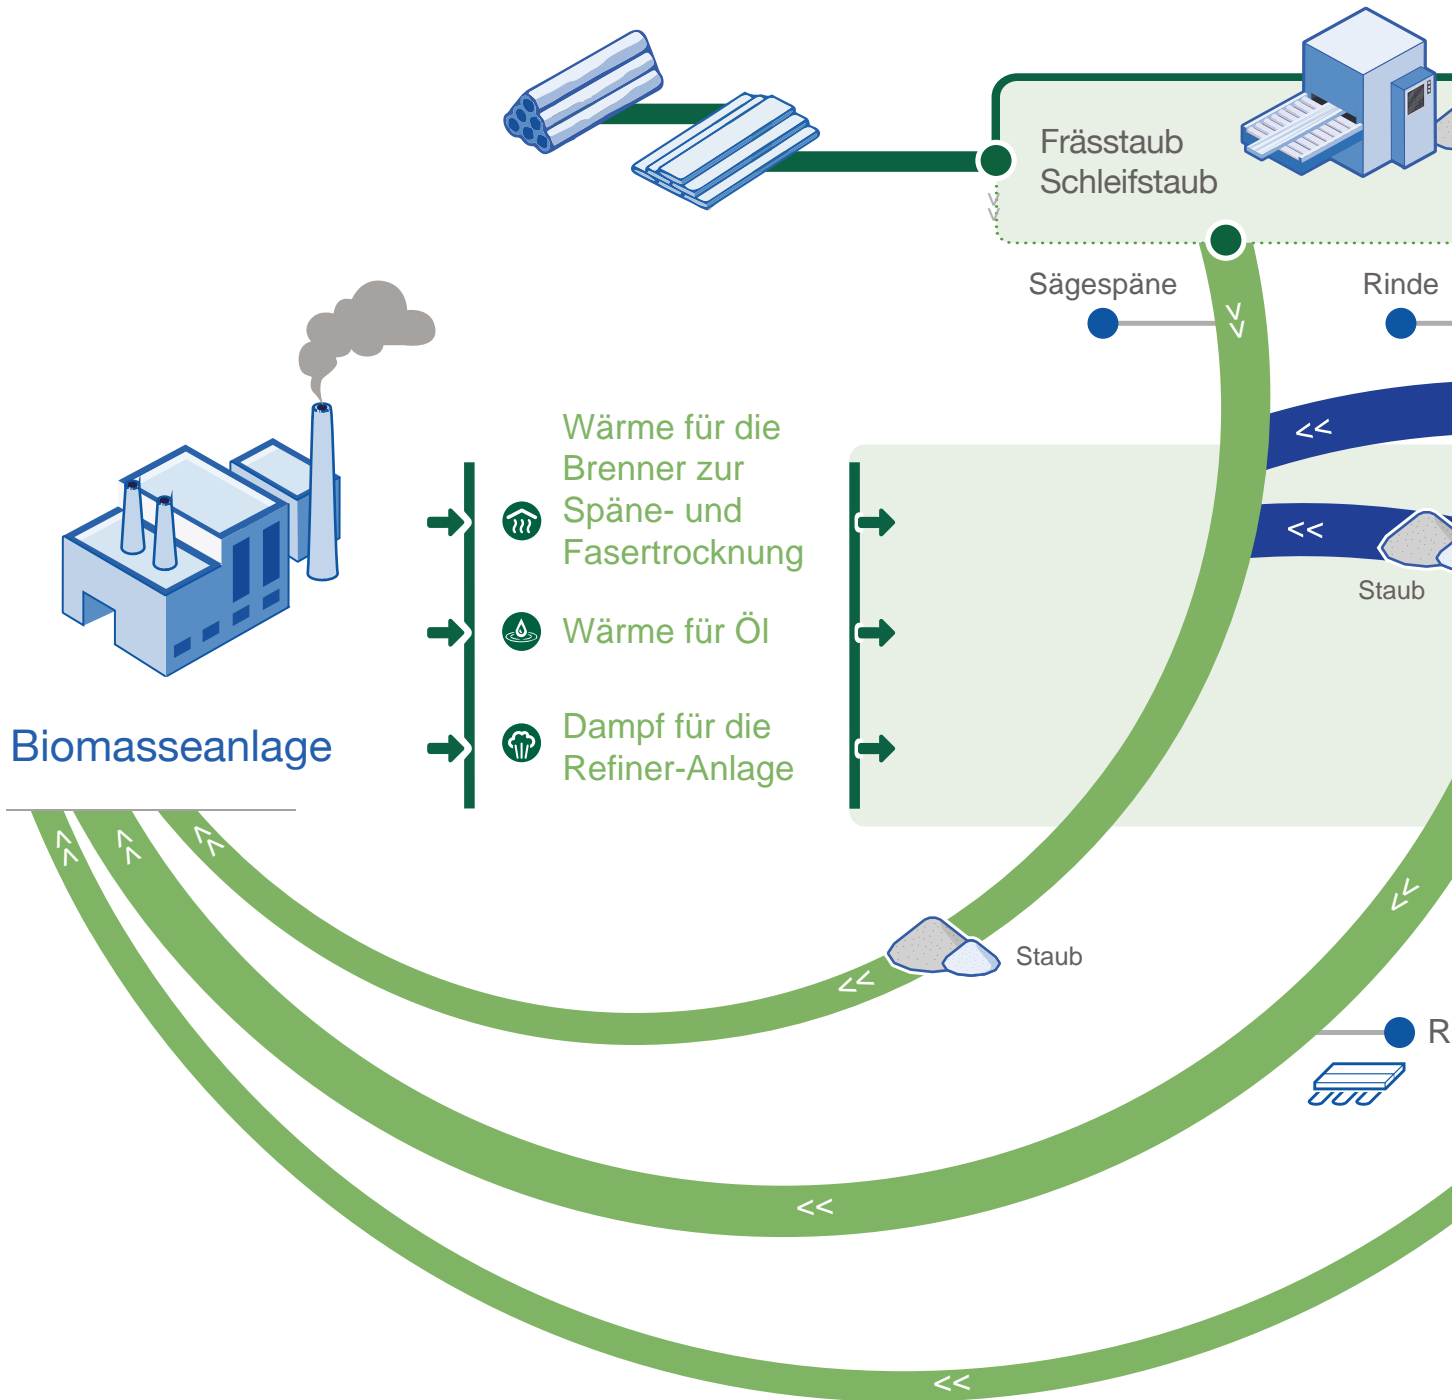 Frässtaub
Schleifstaub
Sägespäne
Rinde
Wärme für die
Brenner zur
Späne- und
Fasertrocknung
Staub
Wärme für Öl
Dampf für die
Refiner-Anlage
Biomasseanlage
Staub
R